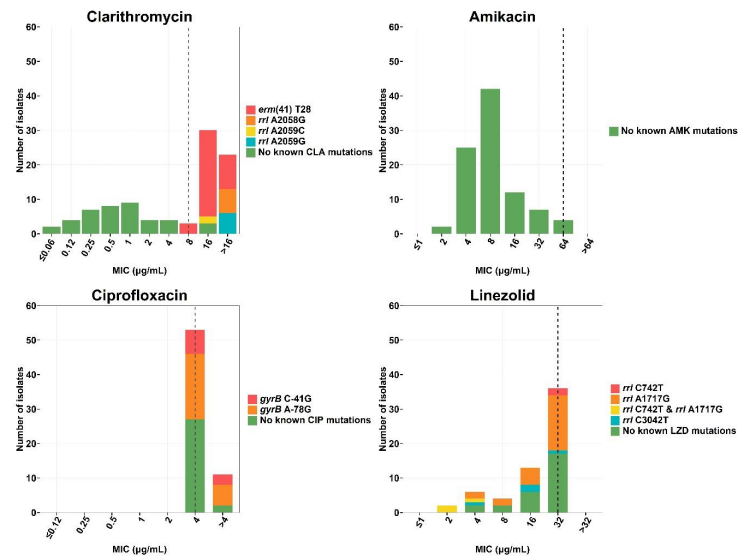 Clarithromycin
Number of isolates
60
50
40
30
20
10
0
≤0.06
0.12
0.25
0.5
1
2
4
8
16
>16
MIC (µg/mL)
erm(41) T28
rrl A2058G
rrl A2059C
rrl A2059G
No known CLA mutations
Amikacin
Number of isolates
60
50
40
30
20
10
0
≤1
2
4
8
16
32
64
>64
MIC (µg/mL)
No known AMK mutations
Ciprofloxacin
Number of isolates
60
50
40
30
20
10
0
≤0.12
0.25
0.5
1
2
4
>4
MIC (µg/mL)
gyrB C-41G
gyrB A-78G
No known CIP mutations
Linezolid
Number of isolates
60
50
40
30
20
10
0
≤1
2
4
8
16
32
>32
MIC (µg/mL)
rrl C742T
rrl A1717G
rrl C742T & rrl A1717G
rrl C3042T
No known LZD mutations